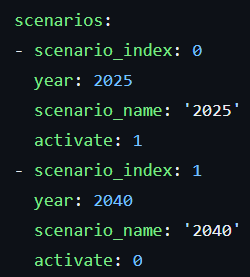 scenarios:
- scenario_index: 0
  year: 2025
  scenario_name: '2025'
  activate: 1
- scenario_index: 1
  year: 2040
  scenario_name: '2040'
  activate: 0